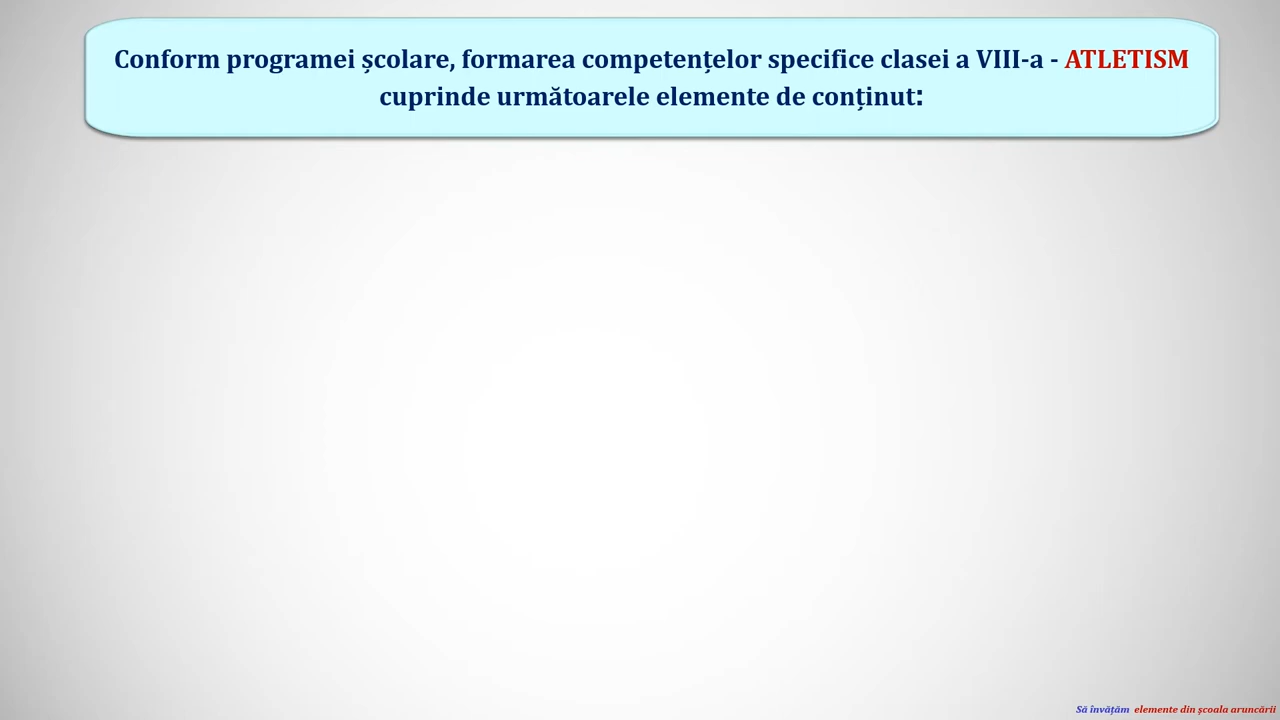 Conform programei școlare, formarea competențelor specifice clasei a VIII-a - ATLETISM
cuprinde următoarele elemente de conținut:
Să învățăm elemente din școala aruncării